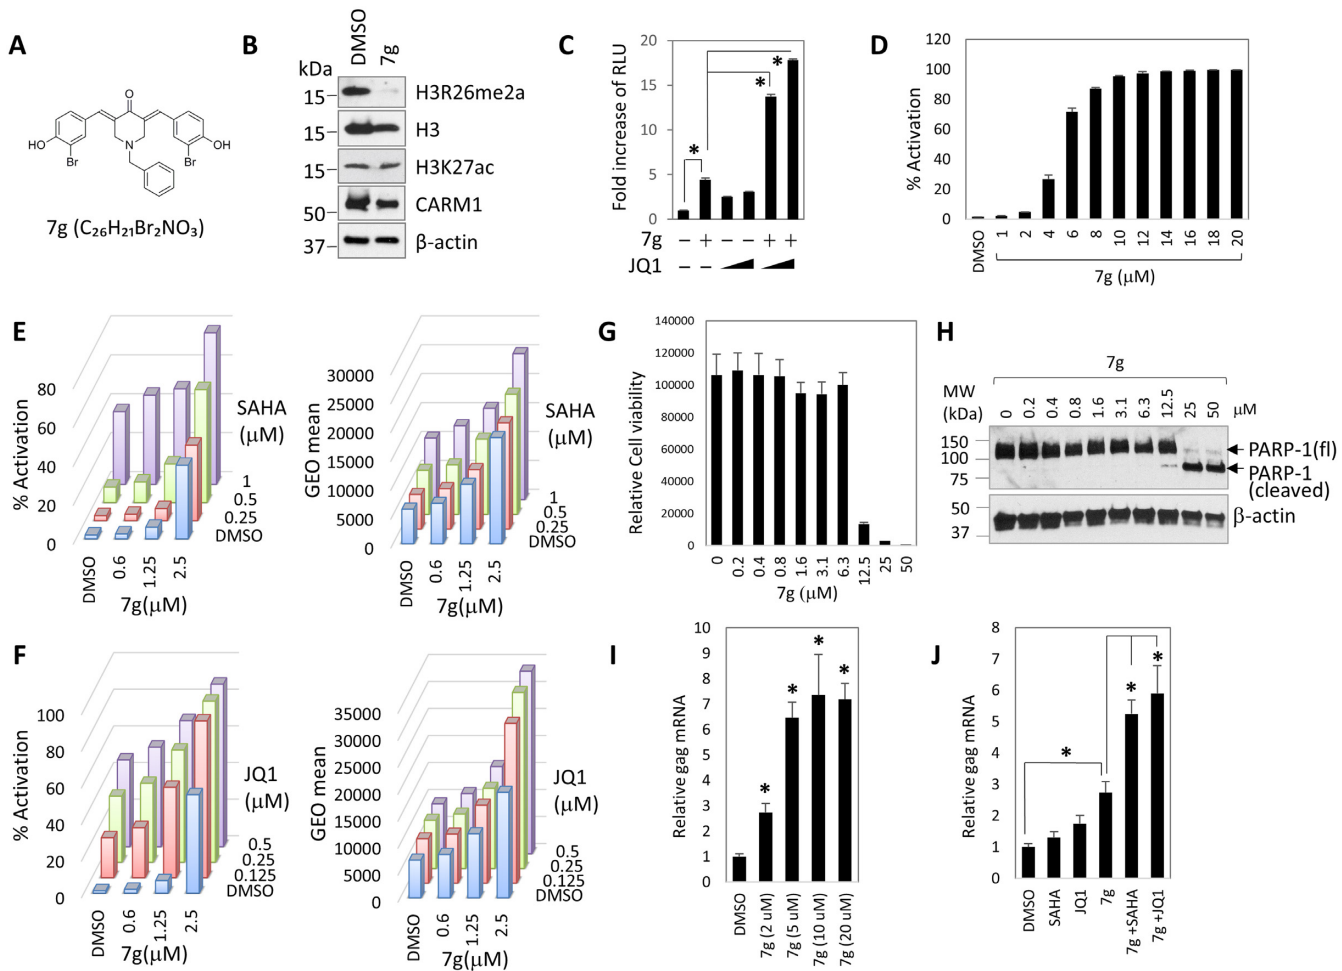 A
O
HO
Br
N
Br
OH
7g (C₂₆H₂₁Br₂NO₃)
B
DMSO
7g
kDa
15
H3R26me2a
15
H3
15
H3K27ac
50
CARM1
37
β-actin
C
Fold increase of RLU
20
15
10
5
0
*
*
*
7g
− + − − + +
JQ1
− −
D
% Activation
120
100
80
60
40
20
0
DMSO
1
2
4
6
8
10
12
14
16
18
20
7g (µM)
E
% Activation
80
60
40
20
0
SAHA
(µM)
1
0.5
0.25
DMSO
DMSO
0.6
1.25
2.5
7g(µM)
GEO mean
30000
25000
20000
15000
10000
5000
0
SAHA
(µM)
1
0.5
0.25
DMSO
DMSO
0.6
1.25
2.5
7g(µM)
G
Relative Cell viability
140000
120000
100000
80000
60000
40000
20000
0
0
0.2
0.4
0.8
1.6
3.1
6.3
12.5
25
50
7g (µM)
H
7g
MW
(kDa)
0
0.2
0.4
0.8
1.6
3.1
6.3
12.5
25
50
µM
150
100
75
PARP-1(fl)
PARP-1
(cleaved)
50
37
β-actin
F
% Activation
100
80
60
40
20
0
JQ1
(µM)
0.5
0.25
0.125
DMSO
DMSO
0.6
1.25
2.5
7g(µM)
GEO mean
35000
30000
25000
20000
15000
10000
5000
0
JQ1
(µM)
0.5
0.25
0.125
DMSO
DMSO
0.6
1.25
2.5
7g(µM)
I
Relative gag mRNA
10
9
8
7
6
5
4
3
2
1
0
*
*
*
*
DMSO
7g (2 uM)
7g (5 uM)
7g (10 uM)
7g (20 uM)
J
Relative gag mRNA
8
7
6
5
4
3
2
1
0
*
*
*
DMSO
SAHA
JQ1
7g
7g +SAHA
7g +JQ1